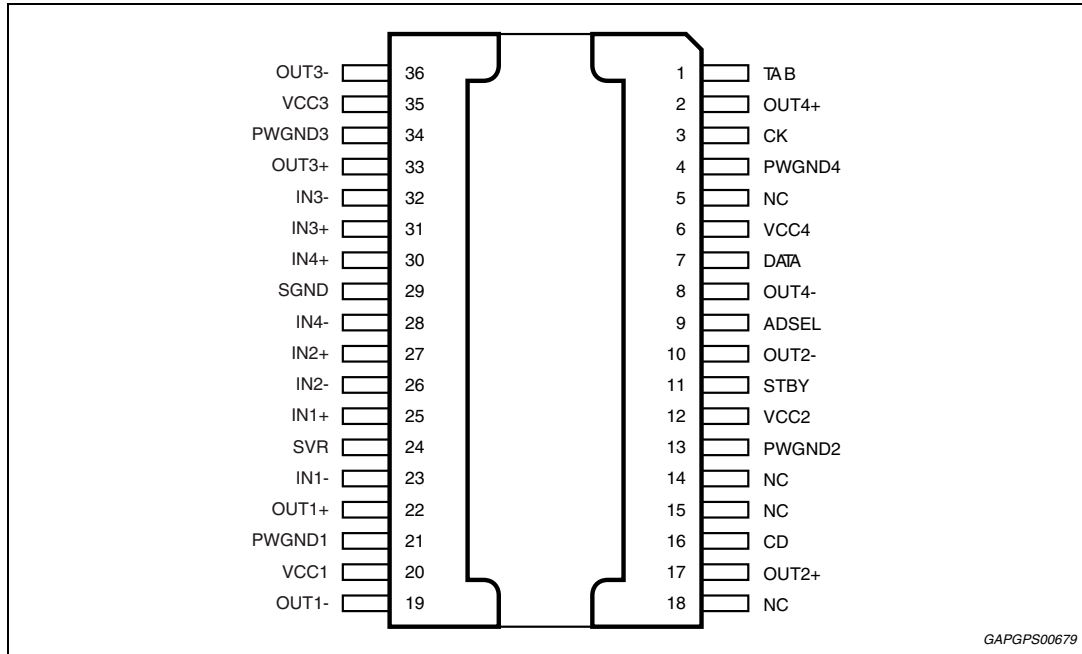 OUT3- 36 1 TAB
VCC3 35 2 OUT4+
PWGND3 34 3 CK
OUT3+ 33 4 PWGND4
IN3- 32 5 NC
IN3+ 31 6 VCC4
IN4+ 30 7 DATA
SGND 29 8 OUT4-
IN4- 28 9 ADSEL
IN2+ 27 10 OUT2-
IN2- 26 11 STBY
IN1+ 25 12 VCC2
SVR 24 13 PWGND2
IN1- 23 14 NC
OUT1+ 22 15 NC
PWGND1 21 16 CD
VCC1 20 17 OUT2+
OUT1- 19 18 NC
GAPGPS00679